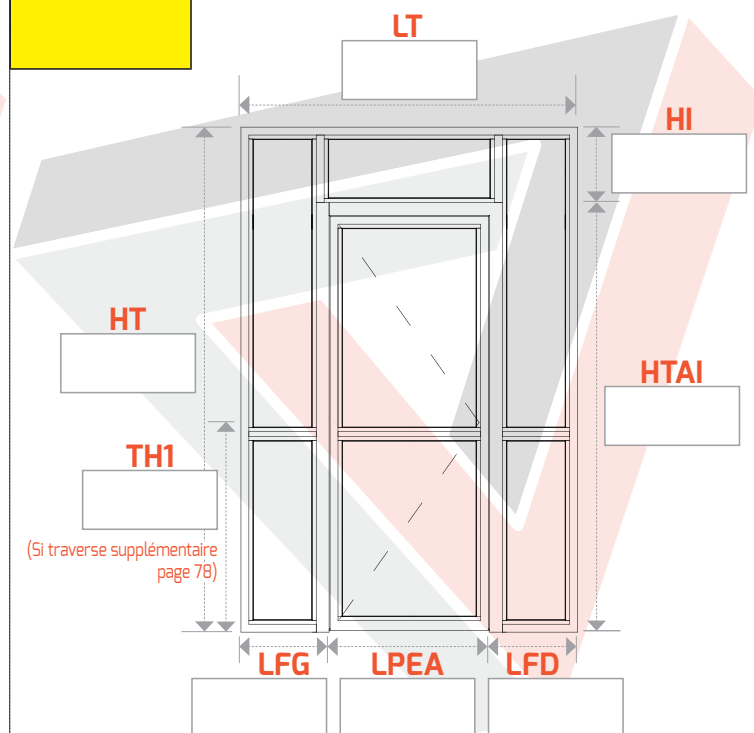 LT
HI
HT
HTAI
TH1
(Si traverse supplémentaire
page 78)
LFG LPEA LFD